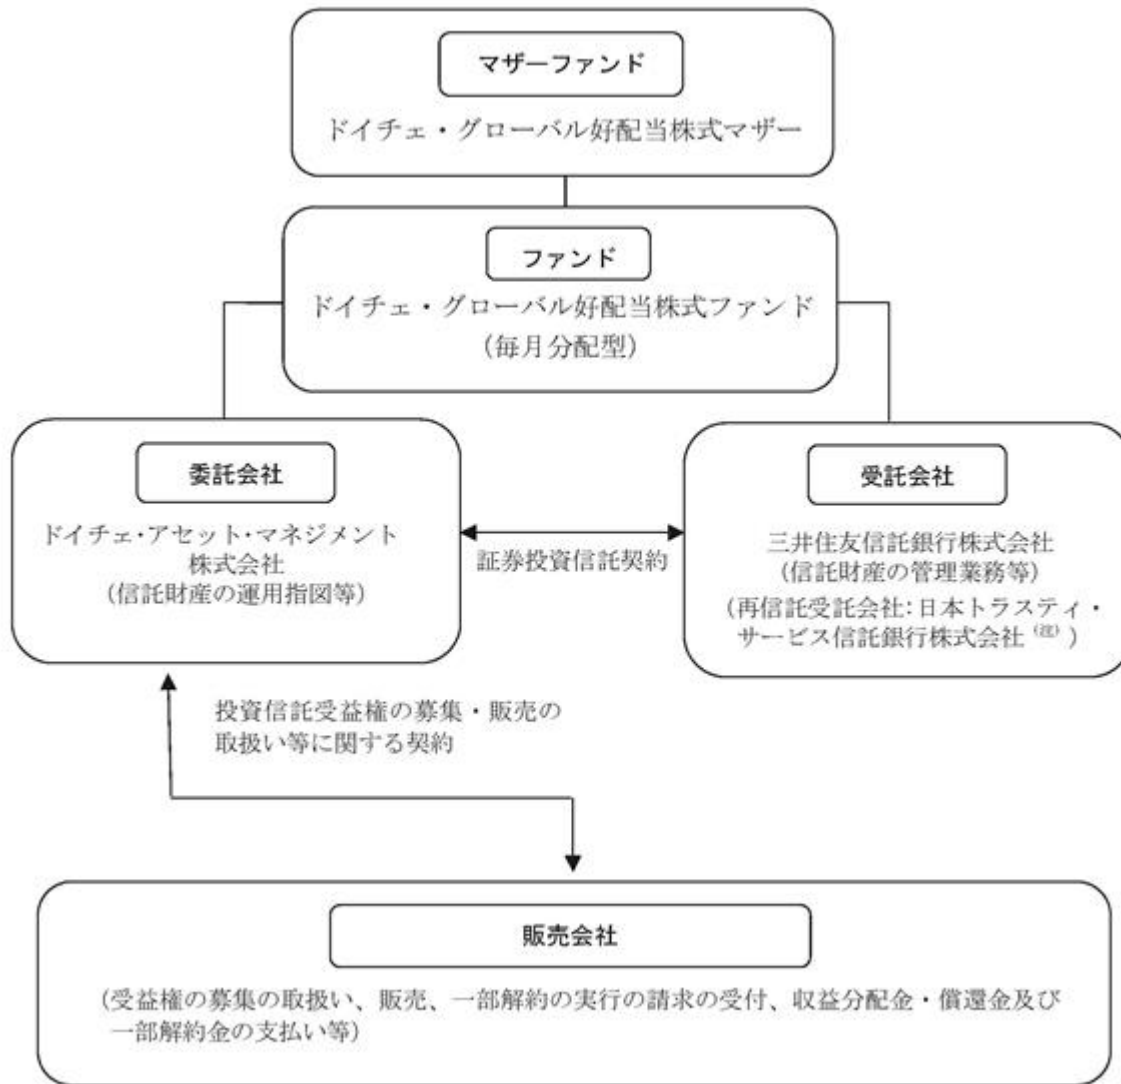 マザーファンド
ドイチェ・グローバル好配当株式マザー
ファンド
ドイチェ・グローバル好配当株式ファンド
（毎月分配型）
委託会社
ドイチェ・アセット・マネジメント
株式会社
（信託財産の運用指図等）
証券投資信託契約
受託会社
三井住友信託銀行株式会社
（信託財産の管理業務等）
（再信託受託会社：日本トラスティ・
サービス信託銀行株式会社（注））
投資信託受益権の募集・販売の
取扱い等に関する契約
販売会社
（受益権の募集の取扱い、販売、一部解約の実行の請求の受付、収益分配金・償還金及び
一部解約金の支払い等）